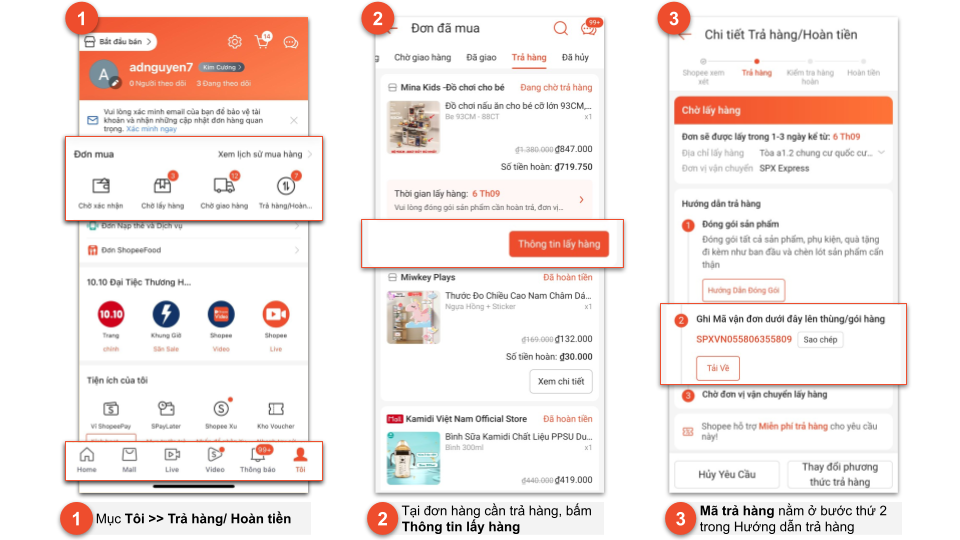 1
Bắt đầu bán
14
adnguyen7
Kim Cương
0 Người theo dõi 3 Đang theo dõi
Vui lòng xác minh email của bạn để bảo vệ tài
khoản và nhận những cập nhật đơn hàng quan
trọng. Xác minh ngay
Đơn mua
Xem lịch sử mua hàng
3
12
7
Chờ xác nhận
Chờ lấy hàng
Chờ giao hàng
Trả hàng/Hoàn...
Đơn Nạp thẻ và Dịch vụ
Đơn ShopeeFood
10.10 Đại Tiệc Thương H...
10.10
Trang
chính
Khung Giờ
Săn Sale
Shopee
Video
Shopee
Live
Tiện ích của tôi
Ví ShopeePay
SPayLater
Shopee Xu
Kho Voucher
99+
Home
Mall
Live
Video
Thông báo
Tôi
1
Mục Tôi >> Trả hàng/ Hoàn tiền
2
Đơn đã mua
99+
g
Chờ giao hàng
Đã giao
Trả hàng
Đã hủy
Mina Kids -Đồ chơi cho bé
Đang chờ trả hàng
Đồ chơi nấu ăn cho bé cỡ lớn 93CM,...
Be 93CM - 88CT
x1
₫1.380.000 ₫847.000
Số tiền hoàn: ₫719.750
Thời gian lấy hàng: 6 Th09
Vui lòng đóng gói sản phẩm cần hoàn trả, đơn vị...
Thông tin lấy hàng
Miwkey Plays
Đã hoàn tiền
Thước Đo Chiều Cao Nam Châm Dá...
Ngựa Hồng + Sticker
x1
₫169.000 ₫132.000
Số tiền hoàn: ₫30.000
Xem chi tiết
Mall Kamidi Việt Nam Official Store
Đã hoàn tiền
Bình Sữa Kamidi Chất Liệu PPSU Du...
Bình 300ml
x1
₫440.000 ₫419.000
2
Tại đơn hàng cần trả hàng, bấm
Thông tin lấy hàng
3
Chi tiết Trả hàng/Hoàn tiền
Shopee xem
xét
Trả hàng
Kiểm tra hàng
hoàn
Hoàn tiền
Chờ lấy hàng
Đơn sẽ được lấy trong 1-3 ngày kể từ: 6 Th09
Địa chỉ lấy hàng
Tòa a1.2 chung cư quốc cư...
Đơn vị vận chuyển
SPX Express
Hướng dẫn trả hàng
1
Đóng gói sản phẩm
Đóng gói tất cả sản phẩm, phụ kiện, quà tặng
đi kèm như ban đầu và chèn lót sản phẩm cẩn
thận
Hướng Dẫn Đóng Gói
2
Ghi Mã vận đơn dưới đây lên thùng/gói hàng
SPXVN055806355809
Sao chép
Tải Về
3
Chờ đơn vị vận chuyển lấy hàng
Shopee hỗ trợ Miễn phí trả hàng cho yêu cầu
này!
Hủy Yêu Cầu
Thay đổi phương
thức trả hàng
3
Mã trả hàng nằm ở bước thứ 2
trong Hướng dẫn trả hàng